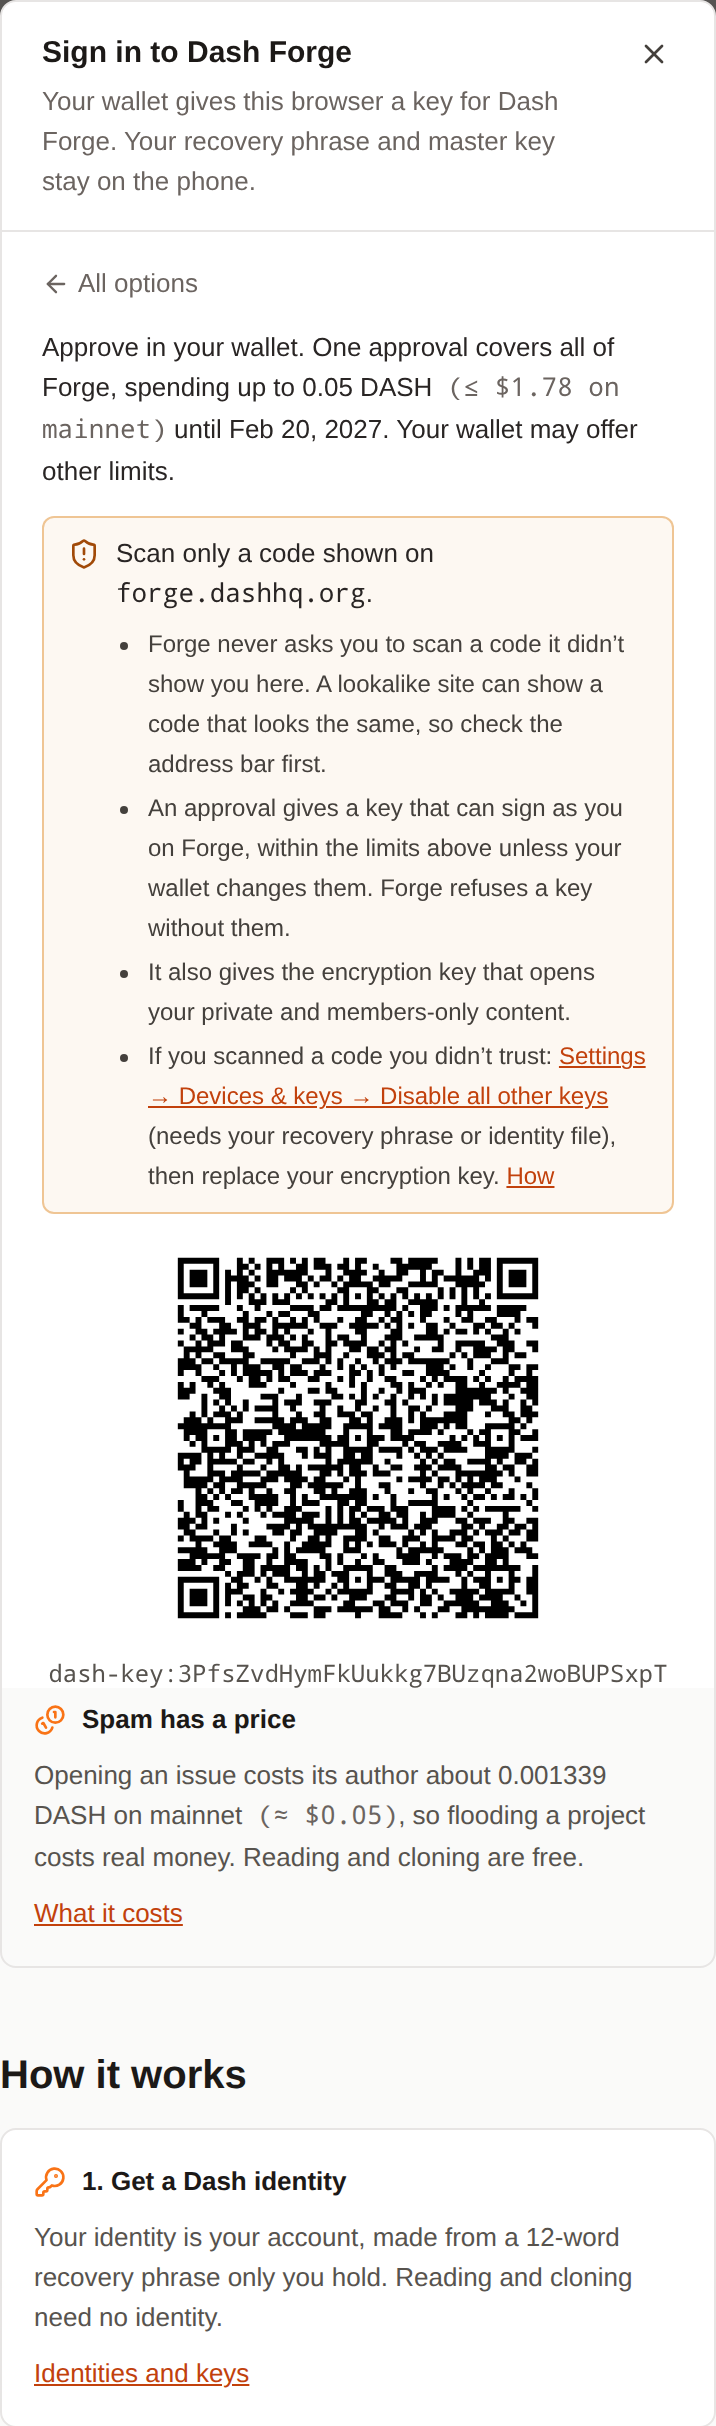 Sign in to Dash Forge
Your wallet gives this browser a key for Dash
Forge. Your recovery phrase and master key
stay on the phone.
← All options
Approve in your wallet. One approval covers all of
Forge, spending up to 0.05 DASH (≤ $1.78 on
mainnet) until Feb 20, 2027. Your wallet may offer
other limits.
Scan only a code shown on
forge.dashhq.org.
• Forge never asks you to scan a code it didn’t
show you here. A lookalike site can show a
code that looks the same, so check the
address bar first.
• An approval gives a key that can sign as you
on Forge, within the limits above unless your
wallet changes them. Forge refuses a key
without them.
• It also gives the encryption key that opens
your private and members-only content.
• If you scanned a code you didn’t trust: Settings
→ Devices & keys → Disable all other keys
(needs your recovery phrase or identity file),
then replace your encryption key. How
dash-key:3PfsZvdHymFkUukkg7BUzqna2woBUPSxpT
Spam has a price
Opening an issue costs its author about 0.001339
DASH on mainnet (≈ $0.05), so flooding a project
costs real money. Reading and cloning are free.
What it costs
How it works
1. Get a Dash identity
Your identity is your account, made from a 12-word
recovery phrase only you hold. Reading and cloning
need no identity.
Identities and keys